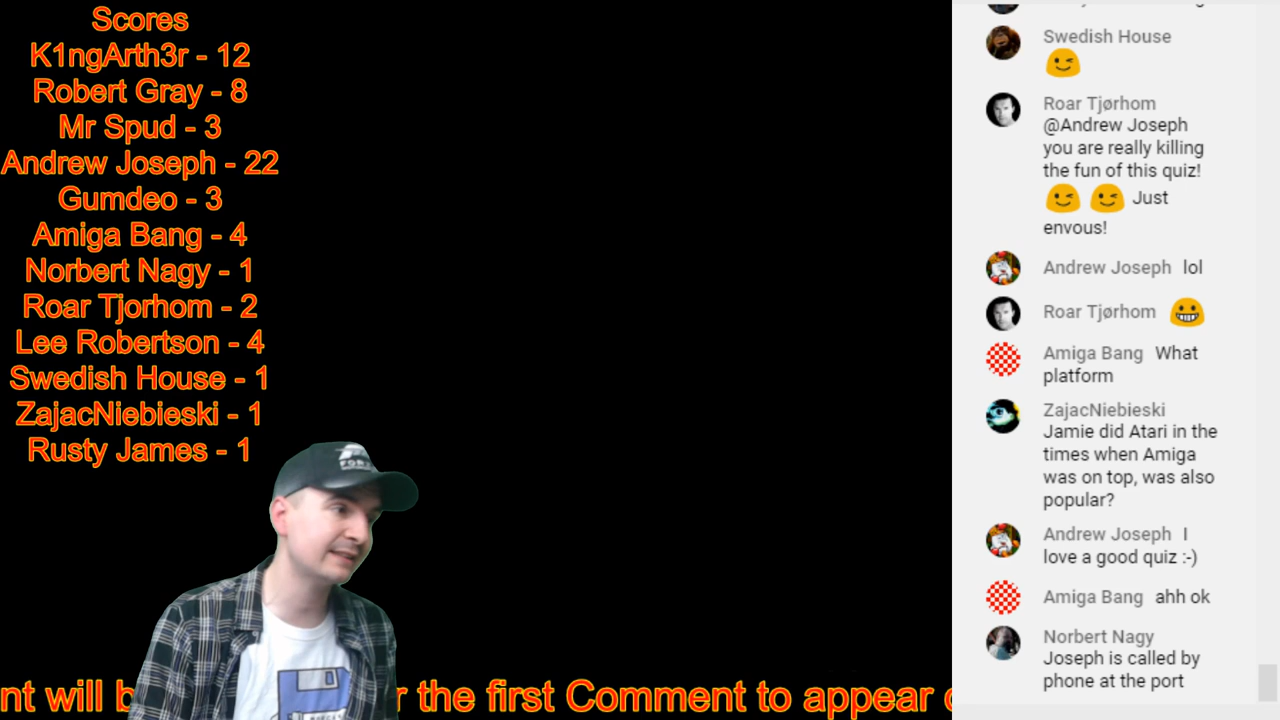 Scores
K1ngArth3r - 12
Robert Gray - 8
Mr Spud - 3
Andrew Joseph - 22
Gumdeo - 3
Amiga Bang - 4
Norbert Nagy - 1
Roar Tjorhom - 2
Lee Robertson - 4
Swedish House - 1
ZajacNiebieski - 1
Rusty James - 1
nt will b r the first Comment to appear
Swedish House
Roar Tjørhom
@Andrew Joseph
you are really killing
the fun of this quiz!
Just
envous!
Andrew Joseph lol
Roar Tjørhom
Amiga Bang What
platform
ZajacNiebieski
Jamie did Atari in the
times when Amiga
was on top, was also
popular?
Andrew Joseph I
love a good quiz :-)
Amiga Bang ahh ok
Norbert Nagy
Joseph is called by
phone at the port